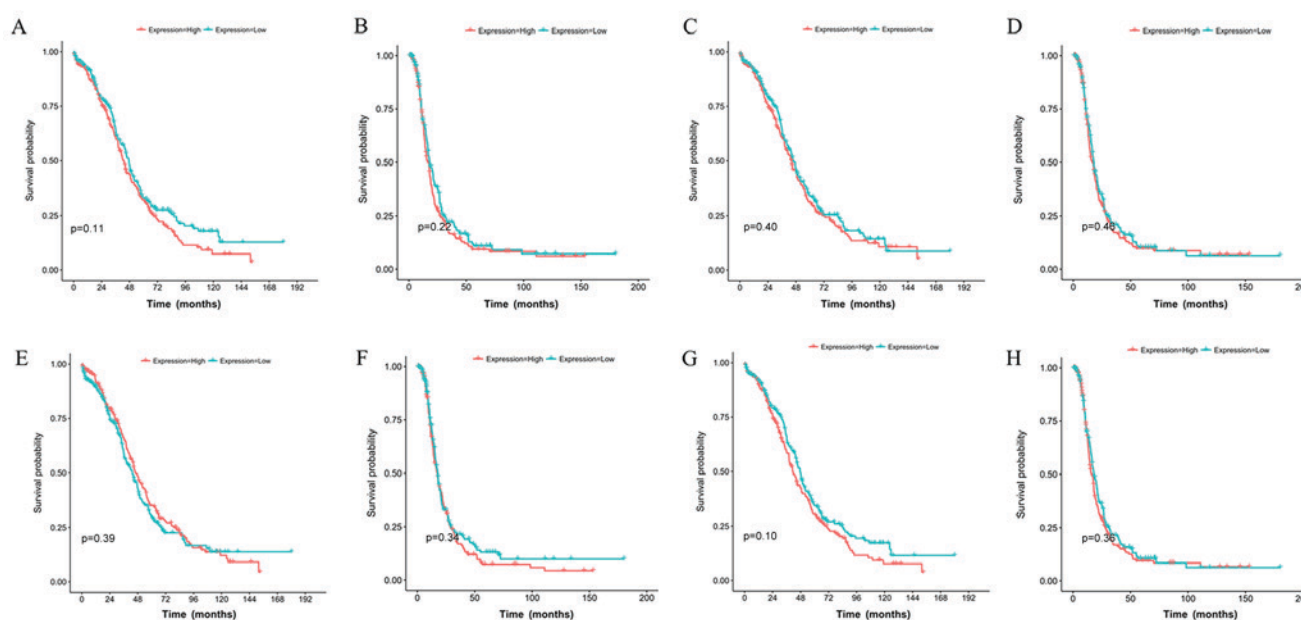 A
Expression=High Expression=Low
Survival probability
1.00
0.75
0.50
0.25
0.00
p=0.11
0 24 48 72 96 120 144 168 192
Time (months)
B
Expression=High Expression=Low
Survival probability
1.00
0.75
0.50
0.25
0.00
p=0.22
0 50 100 150 200
Time (months)
C
Expression=High Expression=Low
Survival probability
1.00
0.75
0.50
0.25
0.00
p=0.40
0 24 48 72 96 120 144 168 192
Time (months)
D
Expression=High Expression=Low
Survival probability
1.00
0.75
0.50
0.25
0.00
0 50 100 150
Time (months)
E
Expression=High Expression=Low
Survival probability
1.00
0.75
0.50
0.25
0.00
p=0.39
0 24 48 72 96 120 144 168 192
Time (months)
F
Expression=High Expression=Low
Survival probability
1.00
0.75
0.50
0.25
0.00
p=0.34
0 50 100 150 200
Time (months)
G
Expression=High Expression=Low
Survival probability
1.00
0.75
0.50
0.25
0.00
p=0.10
0 24 48 72 96 120 144 168 192
Time (months)
H
Expression=High Expression=Low
Survival probability
1.00
0.75
0.50
0.25
0.00
p=0.36
0 50 100 150
Time (months)